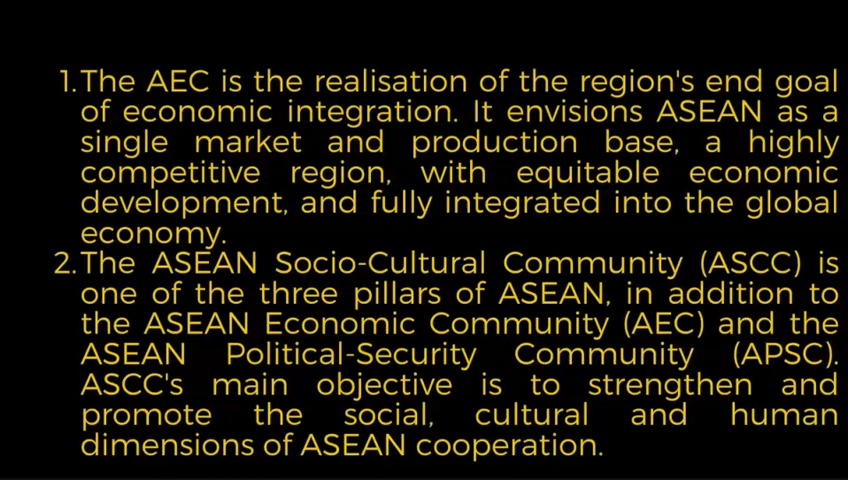 1. The AEC is the realisation of the region's end goal
of economic integration. It envisions ASEAN as a
single market and production base, a highly
competitive region, with equitable economic
development, and fully integrated into the global
economy.
2. The ASEAN Socio-Cultural Community (ASCC) is
one of the three pillars of ASEAN, in addition to
the ASEAN Economic Community (AEC) and the
ASEAN Political-Security Community (APSC).
ASCC's main objective is to strengthen and
promote the social, cultural and human
dimensions of ASEAN cooperation.